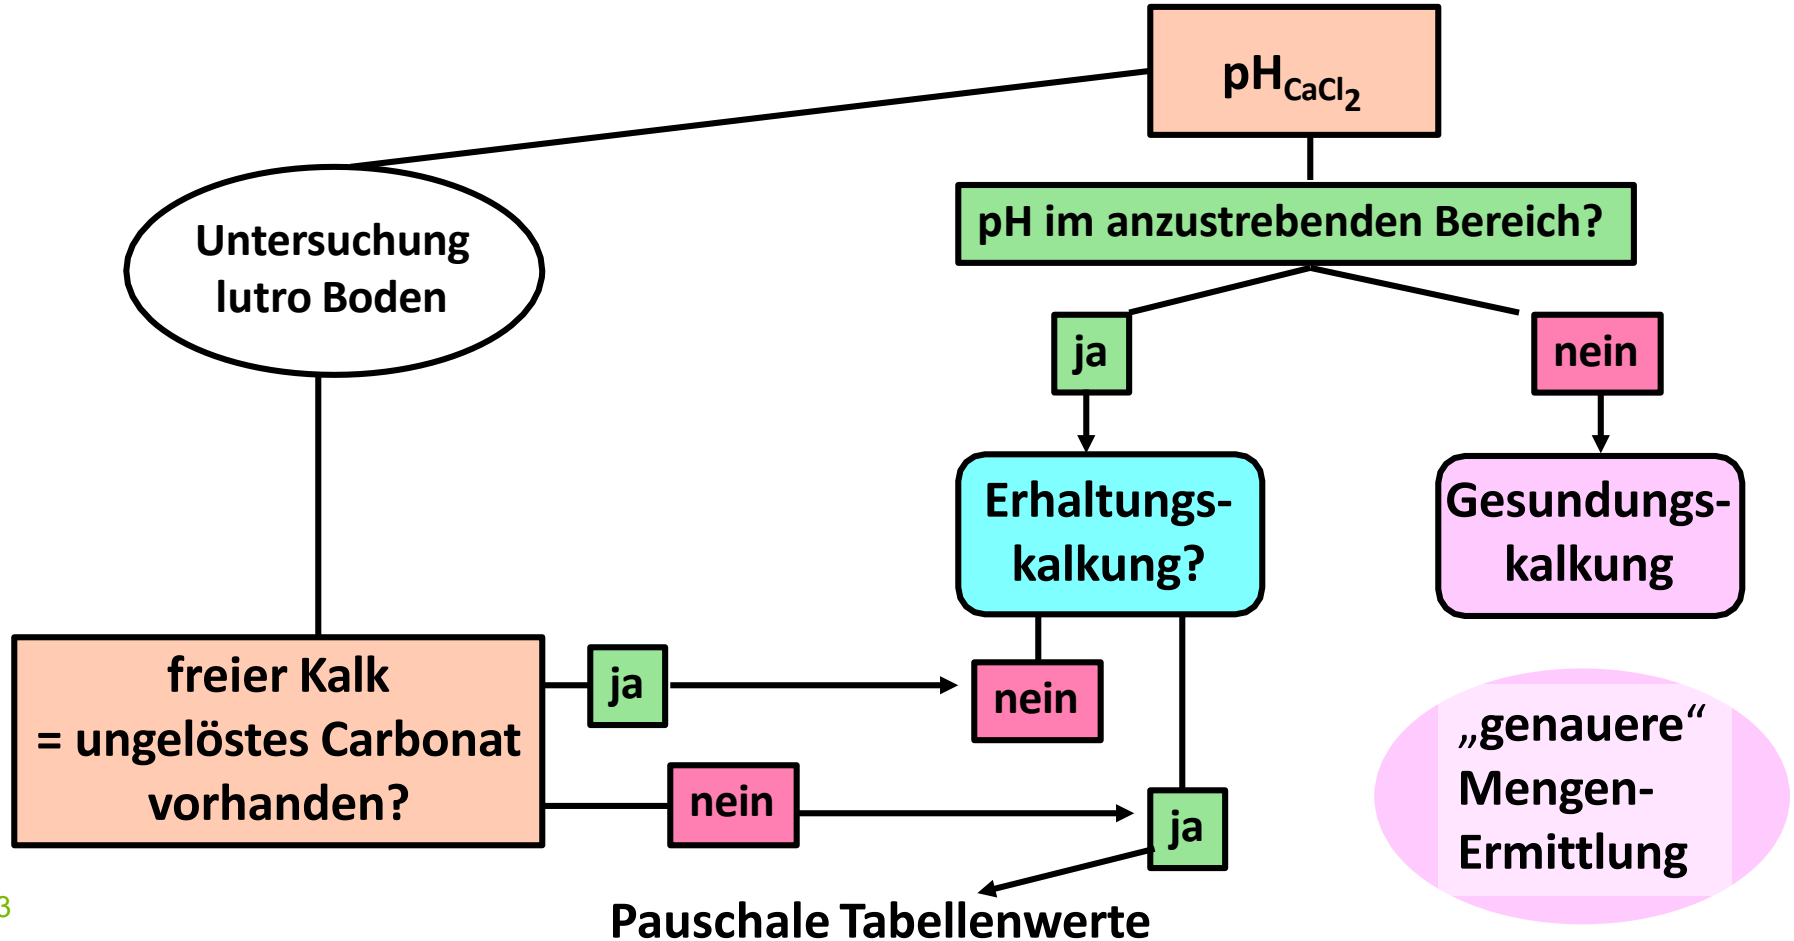 pHCaCl2
pH im anzustrebenden Bereich?
Untersuchung
lutro Boden
ja
nein
Erhaltungs-
kalkung?
Gesundungs-
kalkung
freier Kalk
= ungelöstes Carbonat
vorhanden?
ja
nein
nein
ja
„genauere“
Mengen-
Ermittlung
Pauschale Tabellenwerte
3